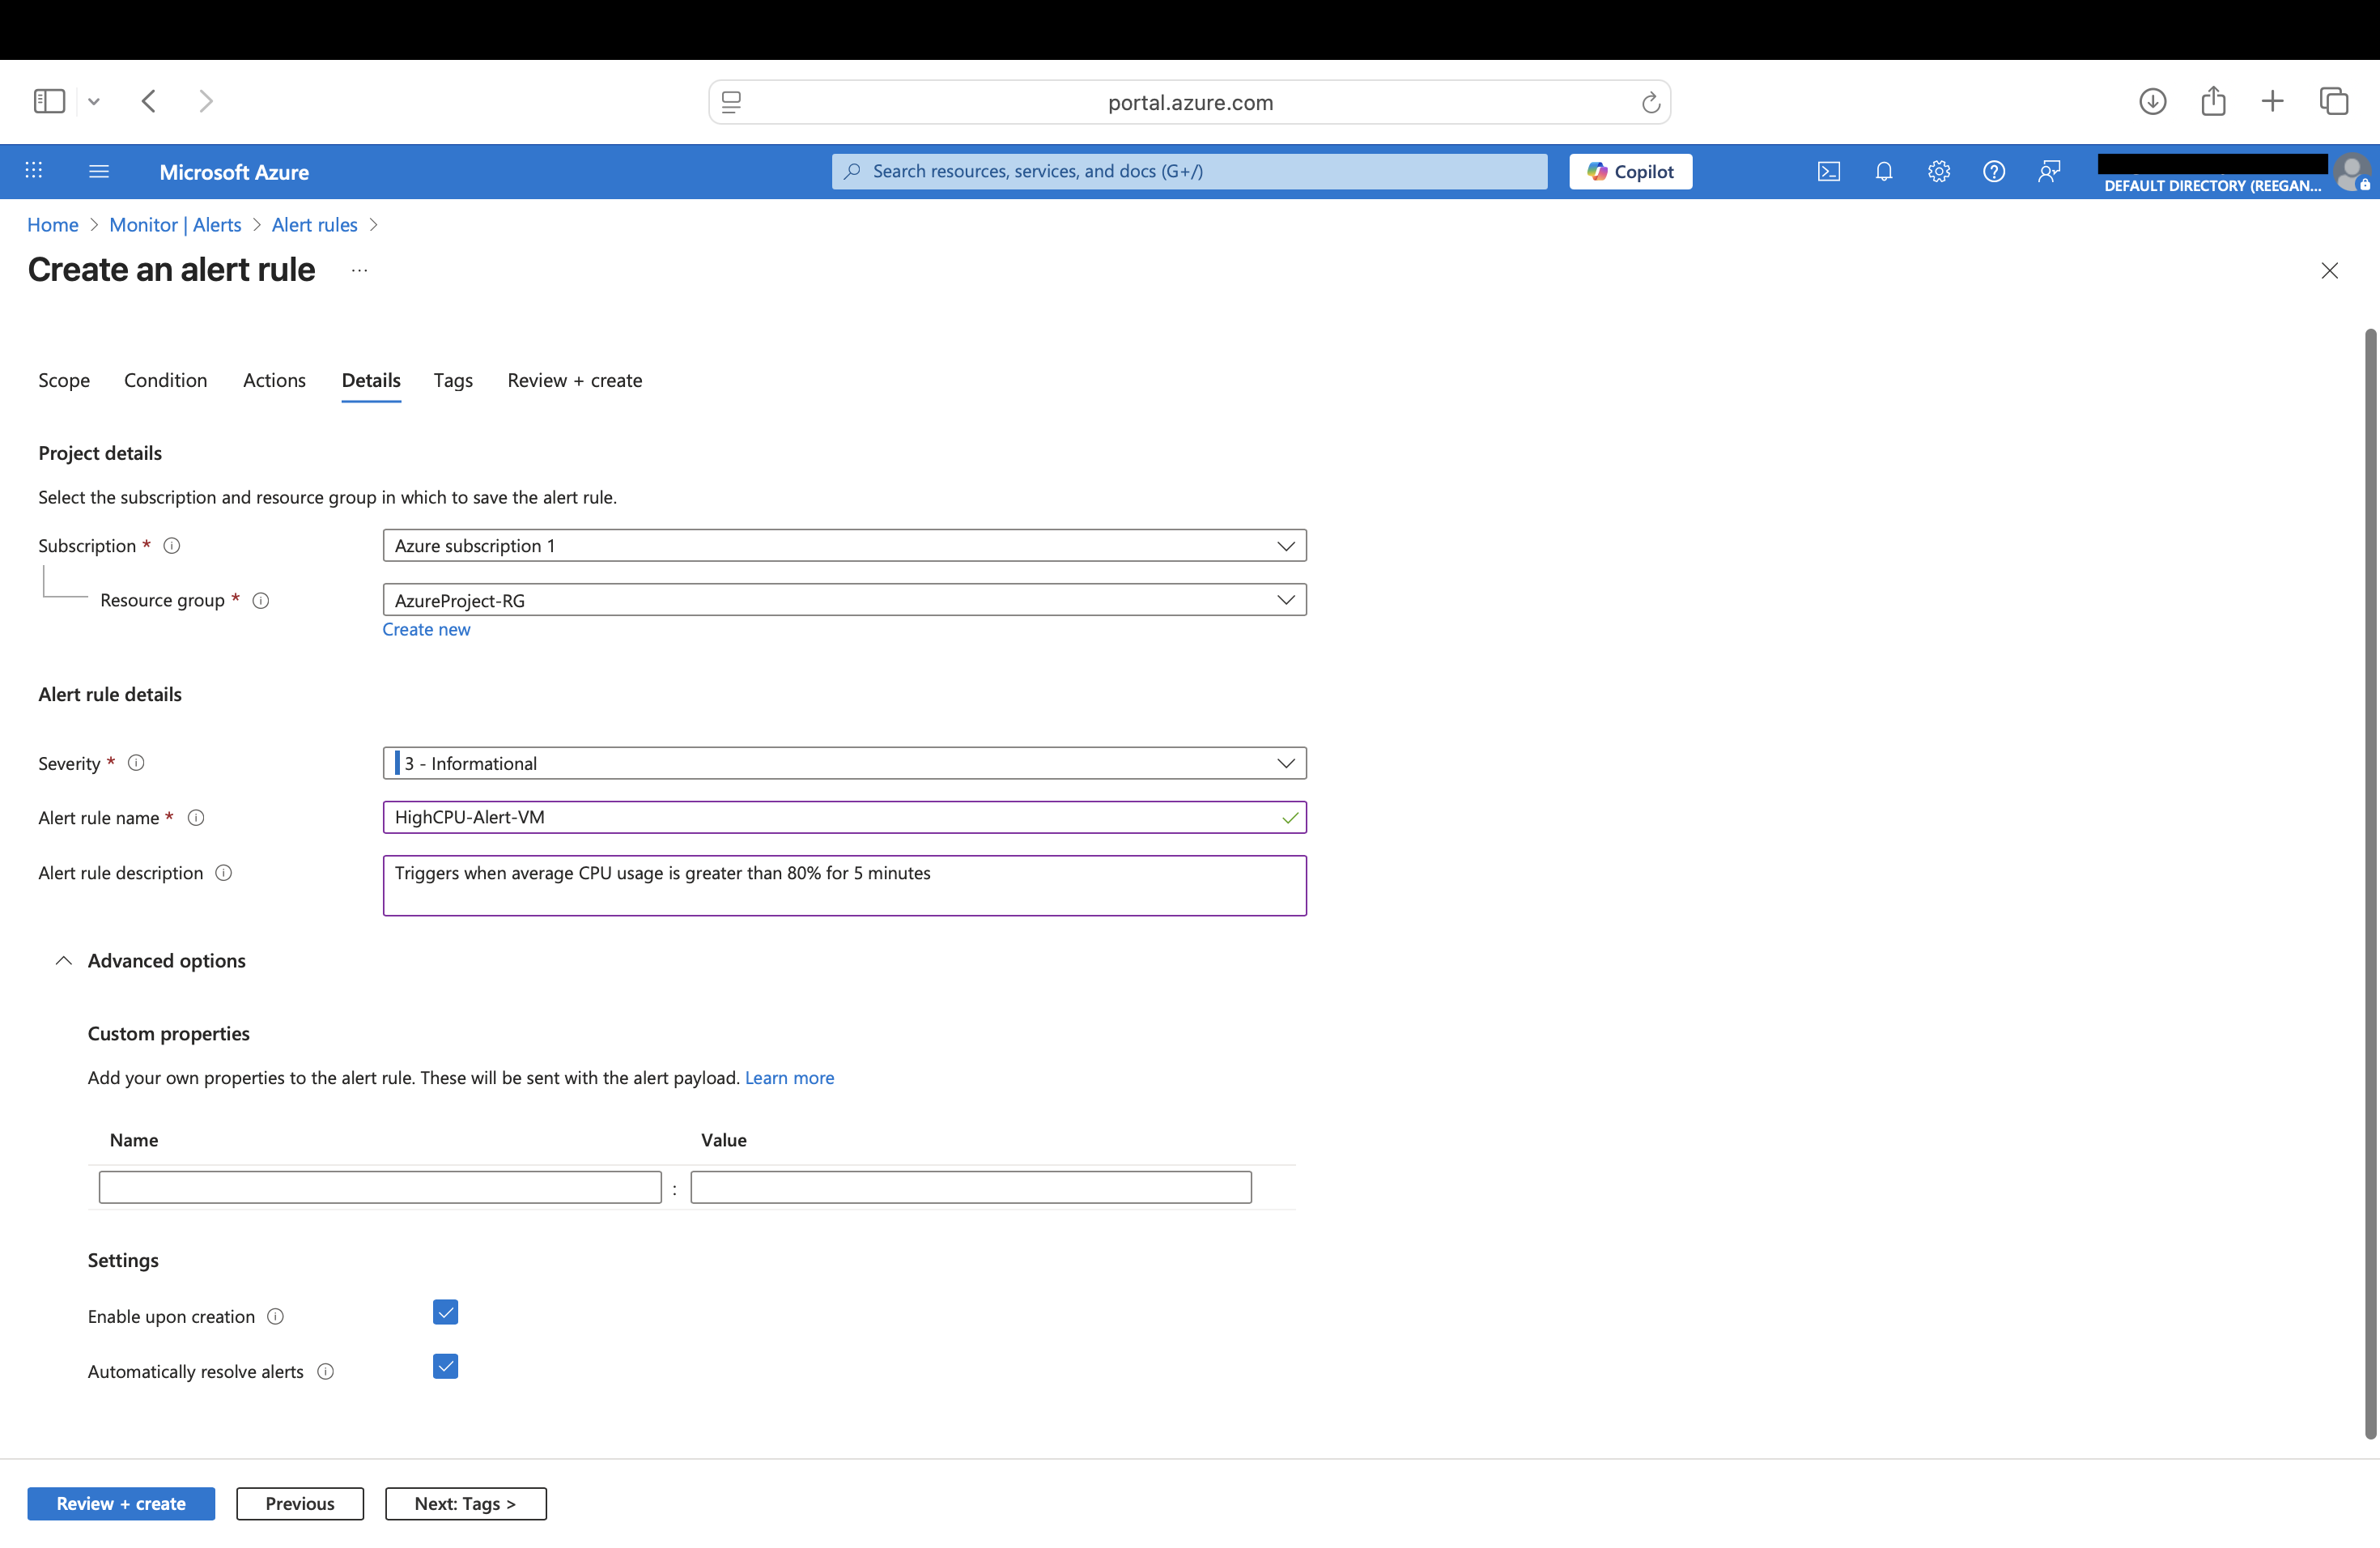 portal.azure.com
Microsoft Azure
Search resources, services, and docs (G+/)
Copilot
DEFAULT DIRECTORY (REEGAN...
Home > Monitor | Alerts > Alert rules >
Create an alert rule ...
Scope Condition Actions Details Tags Review + create
Project details
Select the subscription and resource group in which to save the alert rule.
Subscription * Azure subscription 1
Resource group * AzureProject-RG
Create new
Alert rule details
Severity * 3 - Informational
Alert rule name * HighCPU-Alert-VM
Alert rule description Triggers when average CPU usage is greater than 80% for 5 minutes
Advanced options
Custom properties
Add your own properties to the alert rule. These will be sent with the alert payload. Learn more
Name Value
:
Settings
Enable upon creation
Automatically resolve alerts
Review + create Previous Next: Tags >